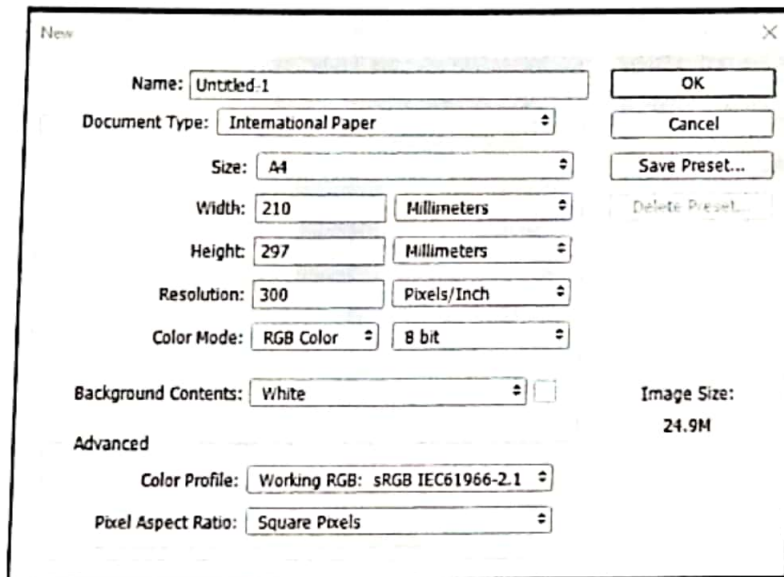 New
Name: Untitled-1
OK
Document Type: International Paper
Cancel
Size: A4
Save Preset...
Width: 210 Millimeters
Delete Preset...
Height: 297 Millimeters
Resolution: 300 Pixels/Inch
Color Mode: RGB Color 8 bit
Background Contents: White
Image Size:
24.9M
Advanced
Color Profile: Working RGB: sRGB IEC61966-2.1
Pixel Aspect Ratio: Square Pixels